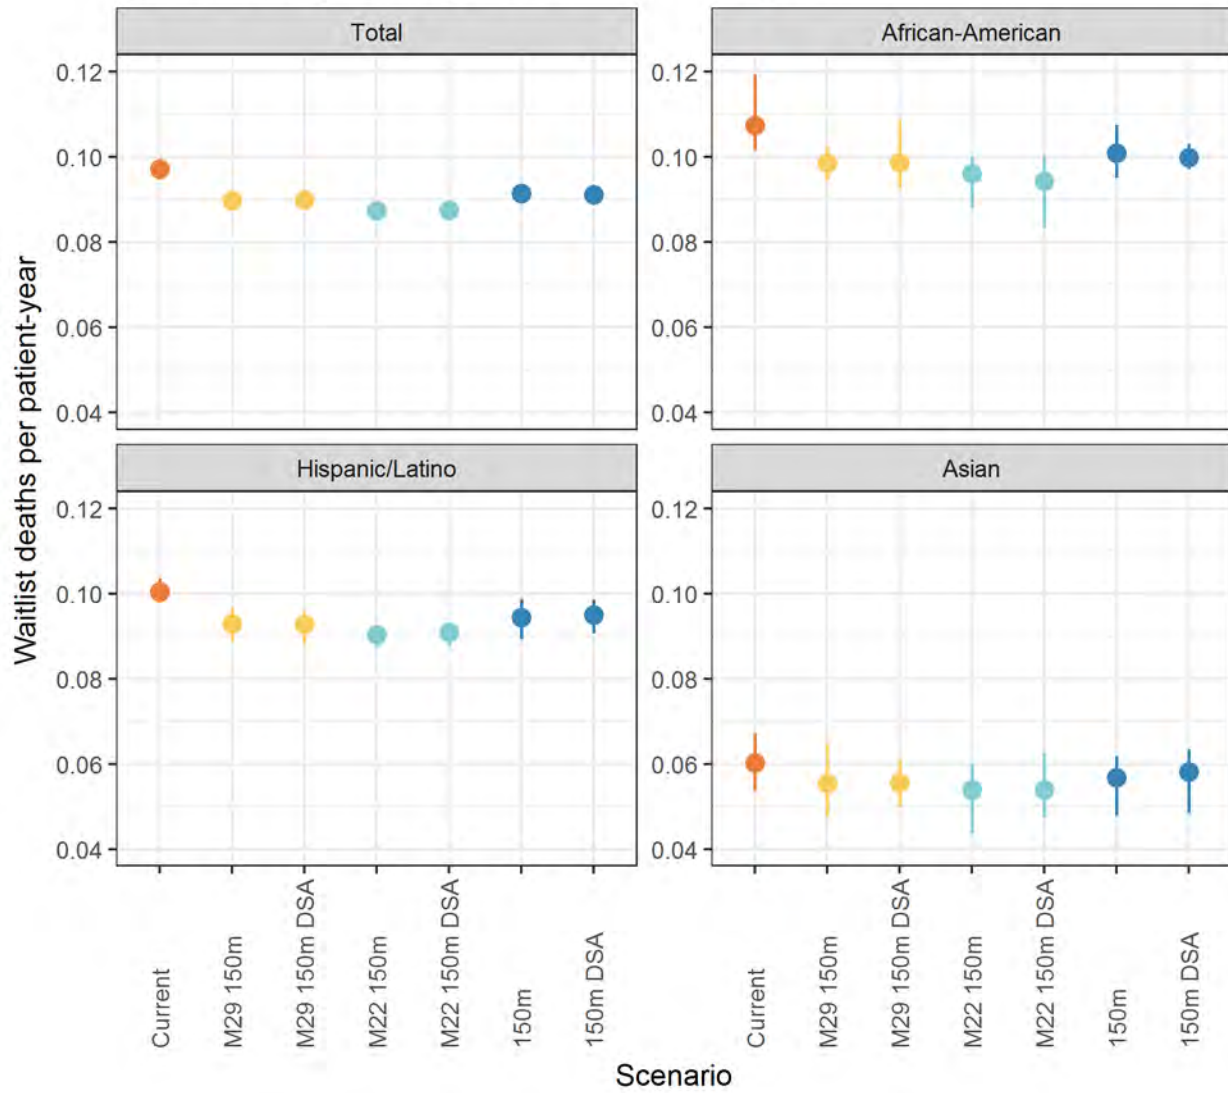 Total
African-American
0.12
0.10
0.08
0.06
0.04
0.12
0.10
0.08
0.06
0.04
Hispanic/Latino
Asian
0.12
0.10
0.08
0.06
0.04
0.12
0.10
0.08
0.06
0.04
Waitlist deaths per patient-year
Current
M29 150m
M29 150m DSA
M22 150m
M22 150m DSA
150m
150m DSA
Current
M29 150m
M29 150m DSA
M22 150m
M22 150m DSA
150m
150m DSA
Scenario